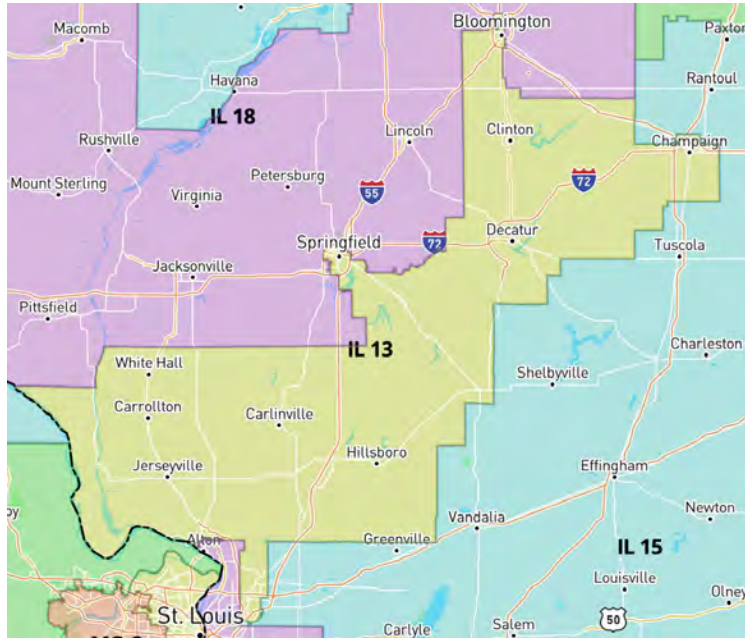 Bloomington
Macomb
Paxton
Havana
Rantoul
IL 18
Lincoln
Clinton
Rushville
Champaign
Petersburg
Mount Sterling
Virginia
55
72
Springfield
72
Decatur
Tuscola
Jacksonville
Pittsfield
IL 13
White Hall
Charleston
Shelbyville
Carrollton
Carlinville
Jerseyville
Hillsboro
Effingham
Newton
Vandalia
Alton
Greenville
IL 15
Louisville
Olney
St. Louis
50
Carlyle
Salem